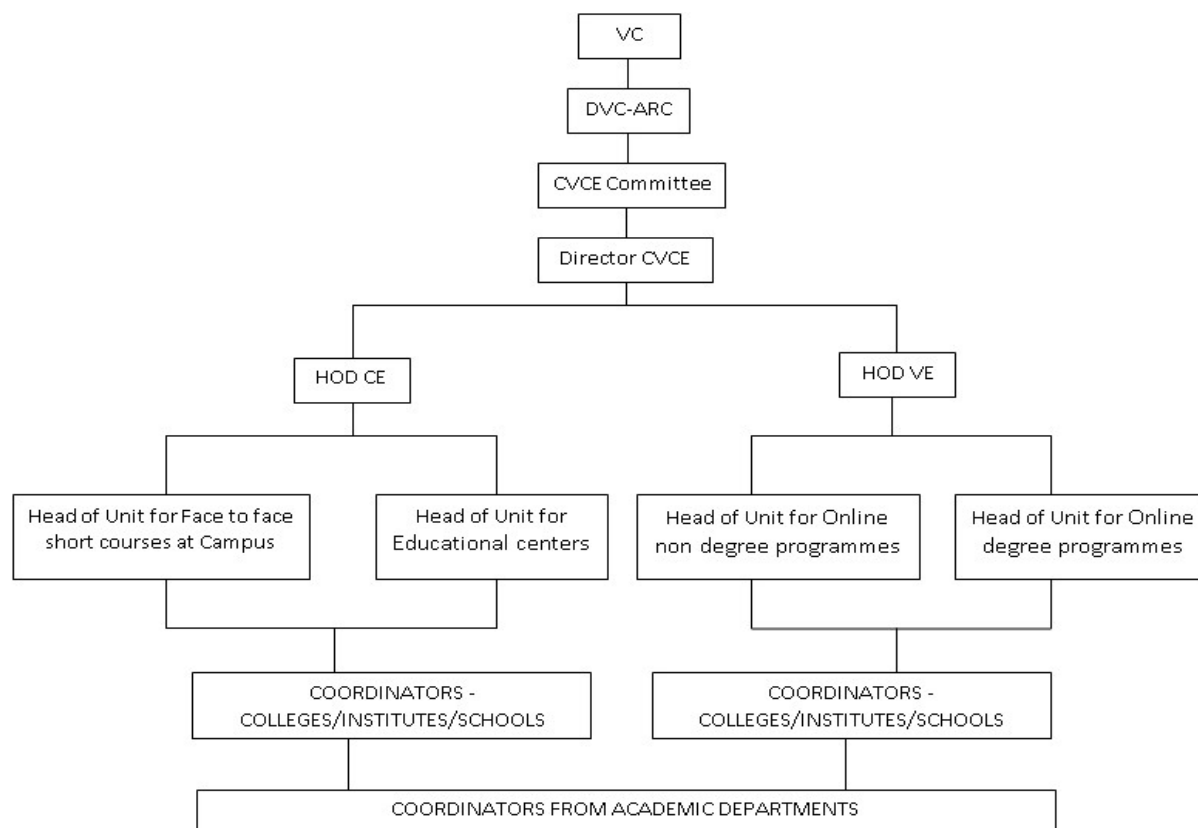 VC
DVC-ARC
CVCE Committee
Director CVCE
HOD CE
HOD VE
Head of Unit for Face to face
short courses at Campus
Head of Unit for
Educational centers
Head of Unit for Online
non degree programmes
Head of Unit for Online
degree programmes
COORDINATORS -
COLLEGES/INSTITUTES/SCHOOLS
COORDINATORS -
COLLEGES/INSTITUTES/SCHOOLS
COORDINATORS FROM ACADEMIC DEPARTMENTS